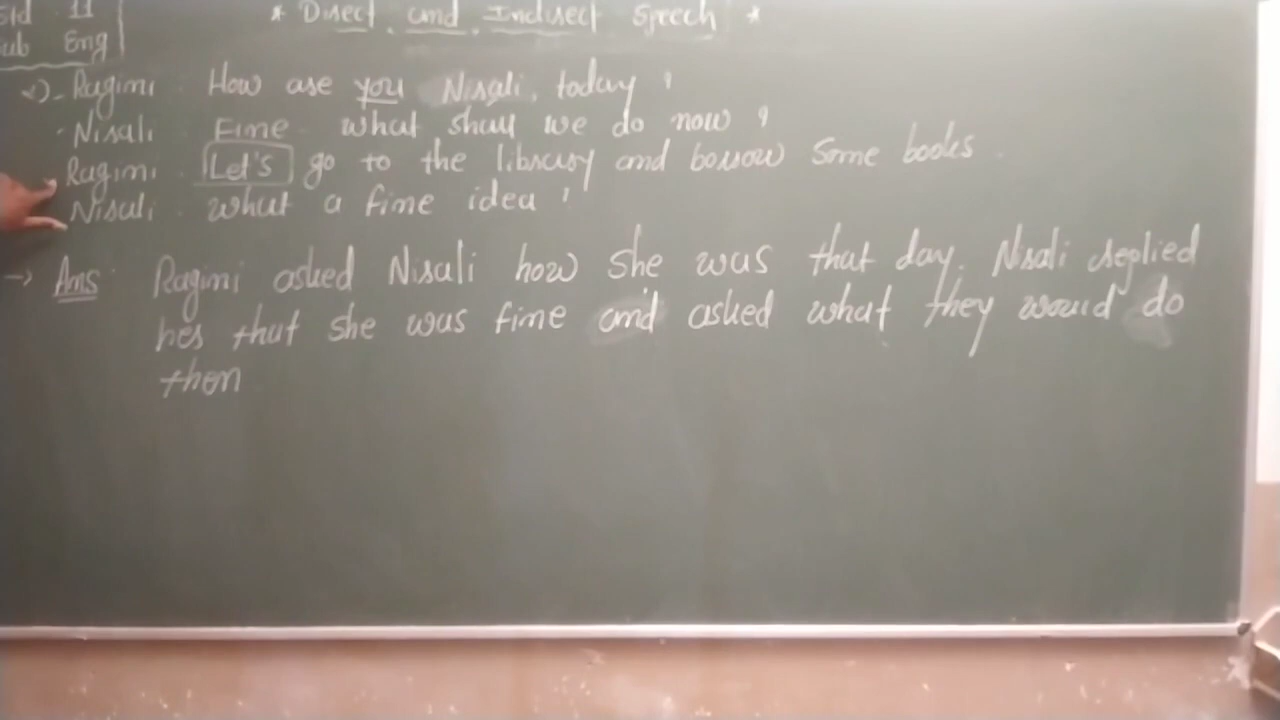 Std 11
* Direct and Indirect Speech *
Sub Eng
Ragini How are you Nisali, today ?
Nisali Fine what shall we do now ?
Ragini Let's go to the library and borrow some books.
Nisali what a fine idea !
→ Ans Ragini asked Nisali how she was that day. Nisali replied
her that she was fine and asked what they would do
then